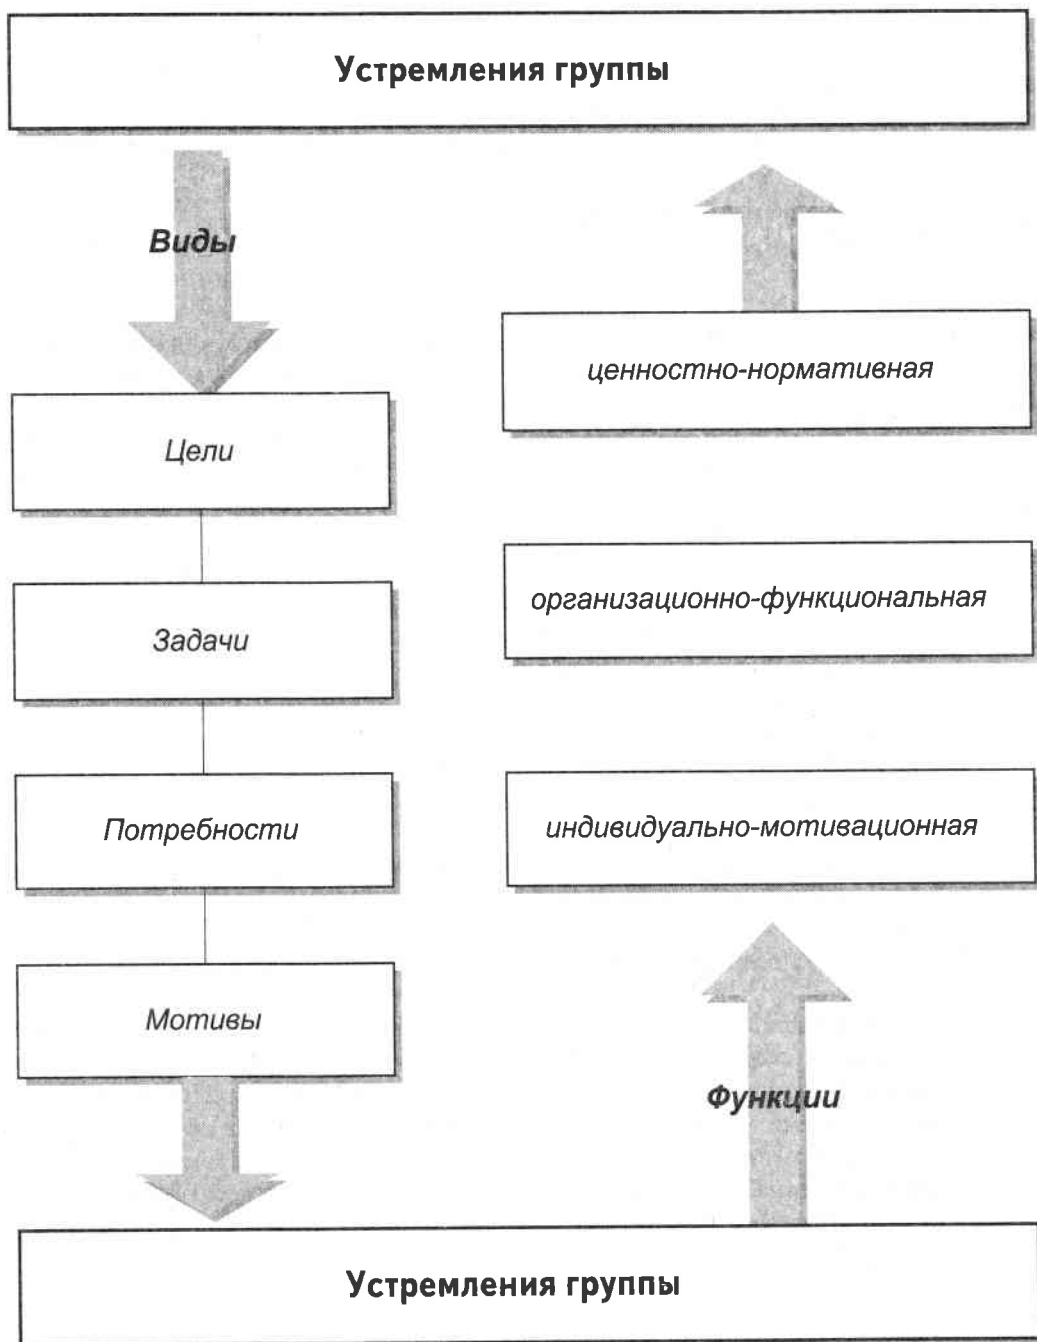 Устремления группы
Виды
Цели
Задачи
Потребности
Мотивы
ценностно-нормативная
организационно-функциональная
индивидуально-мотивационная
Функции
Устремления группы